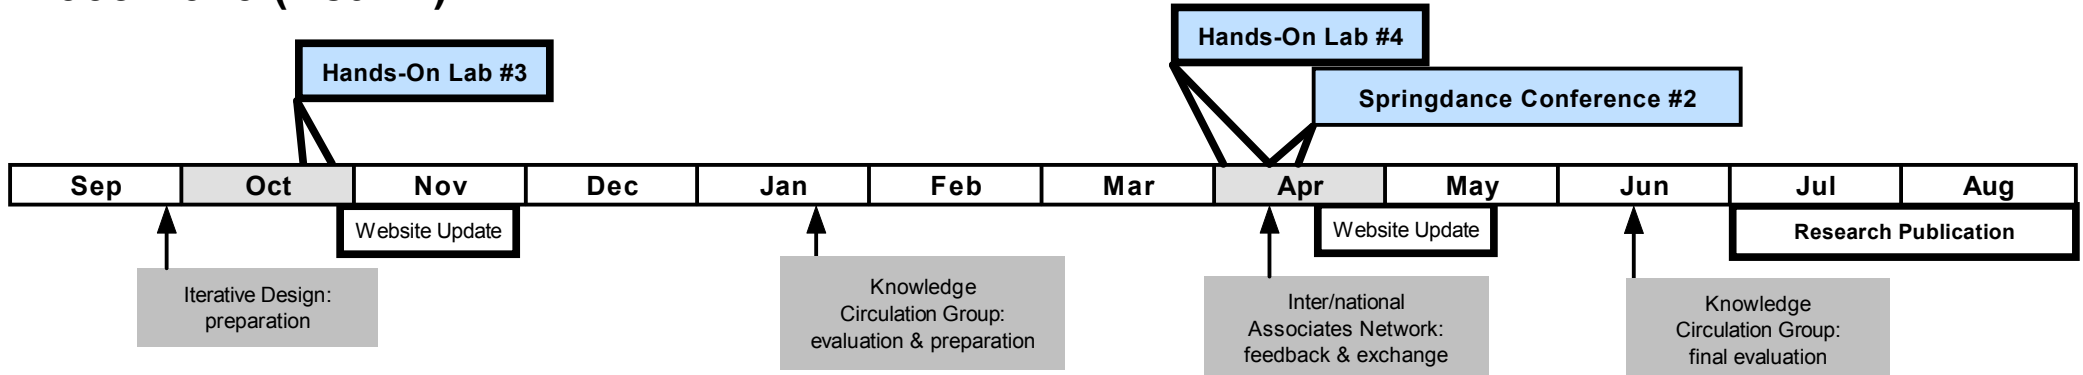 Hands-On Lab #4
Hands-On Lab #3
Springdance Conference #2
Sep Oct Nov Dec Jan Feb Mar Apr May Jun Jul Aug
Website Update
Website Update
Research Publication
Iterative Design:
preparation
Knowledge
Circulation Group:
evaluation & preparation
Inter/national
Associates Network:
feedback & exchange
Knowledge
Circulation Group:
final evaluation